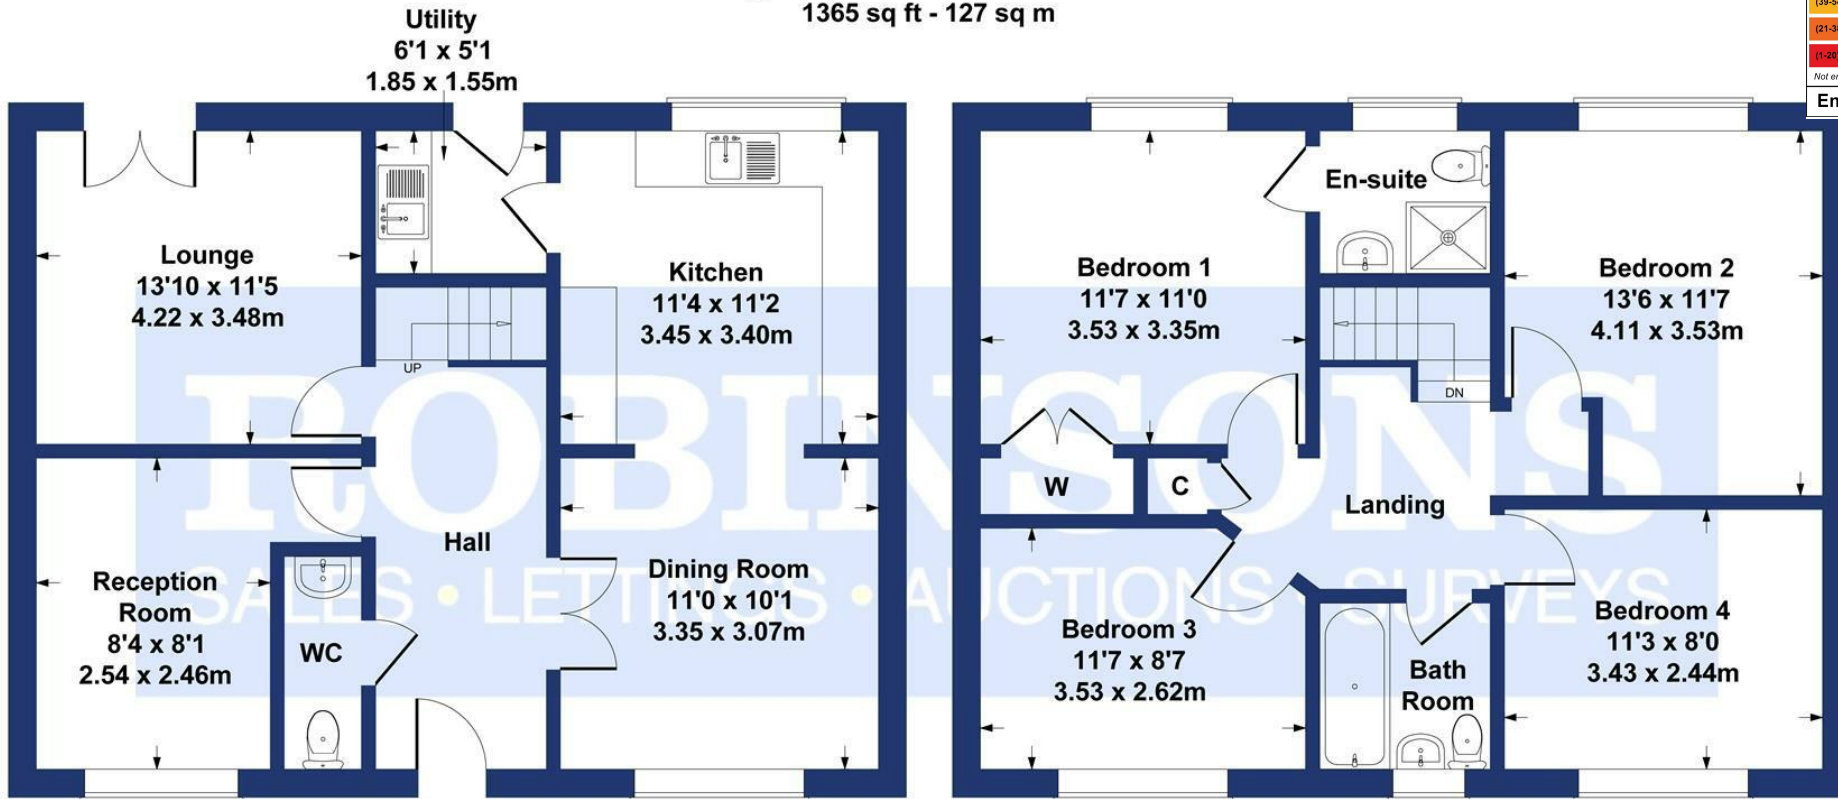 1365 sq ft - 127 sq m
Utility
6'1 x 5'1
1.85 x 1.55m
Lounge
13'10 x 11'5
4.22 x 3.48m
Kitchen
11'4 x 11'2
3.45 x 3.40m
UP
Hall
Reception
Room
8'4 x 8'1
2.54 x 2.46m
WC
Dining Room
11'0 x 10'1
3.35 x 3.07m
Bedroom 1
11'7 x 11'0
3.53 x 3.35m
En-suite
Bedroom 2
13'6 x 11'7
4.11 x 3.53m
DN
W
C
Landing
Bedroom 3
11'7 x 8'7
3.53 x 2.62m
Bath
Room
Bedroom 4
11'3 x 8'0
3.43 x 2.44m
ROBINSONS
SALES • LETTINGS • AUCTIONS • SURVEYS
(1-20)
Not en
En